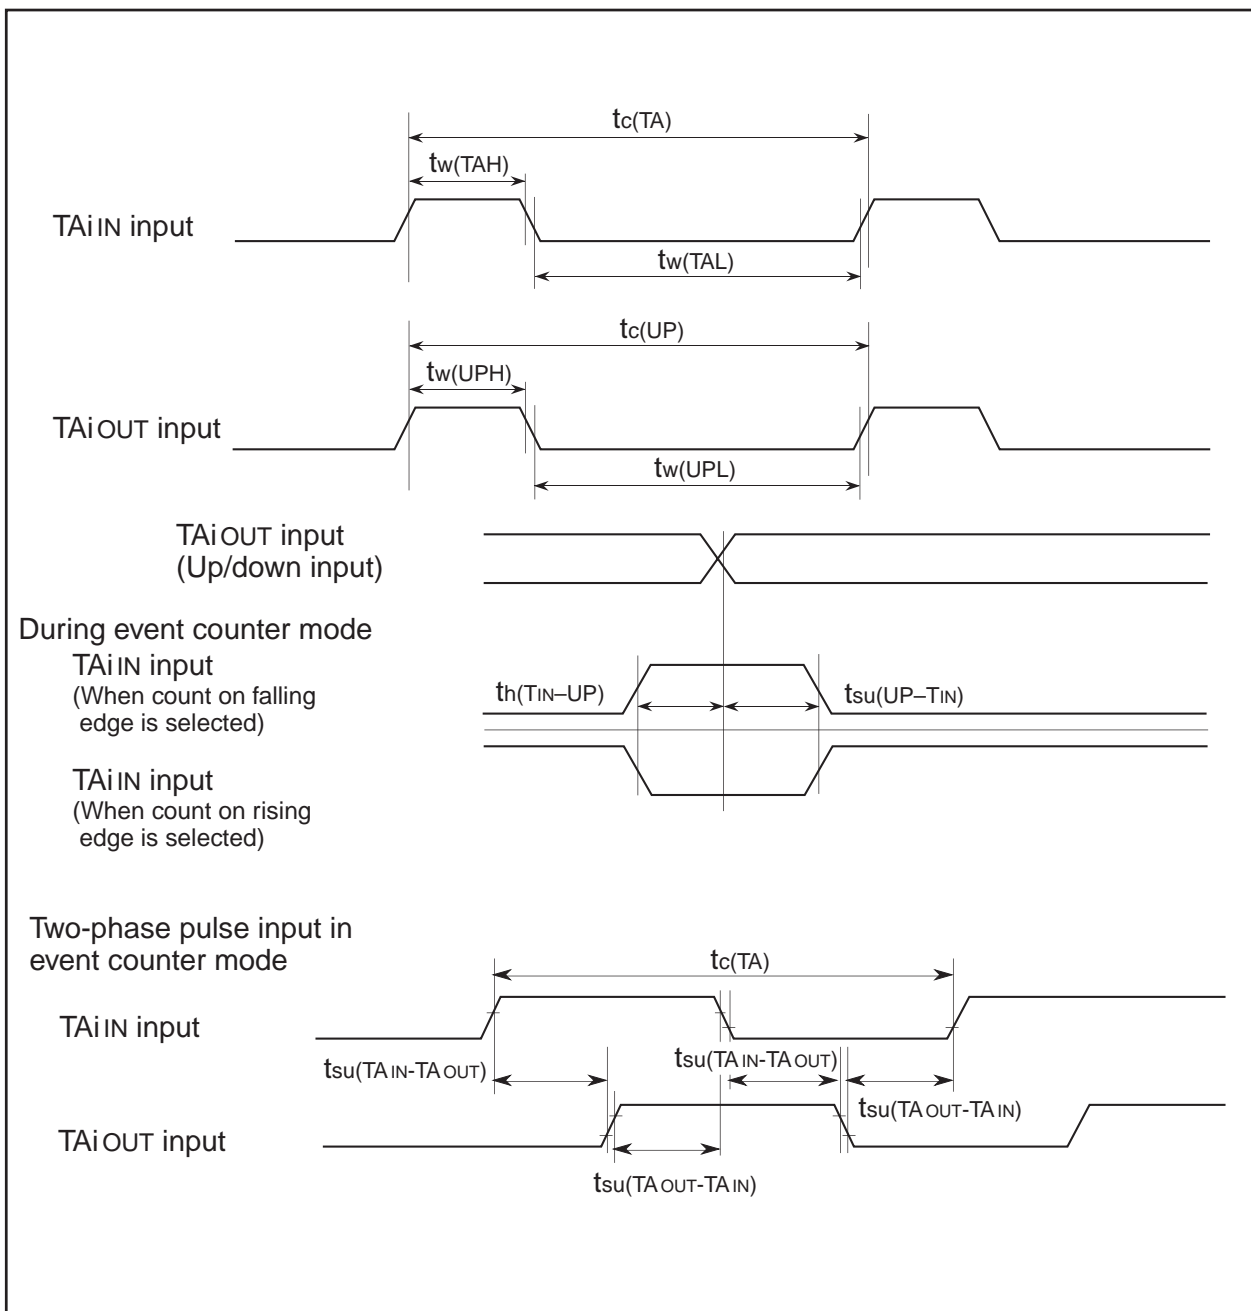 tc(TA)
tw(TAH)
TAiIN input
tw(TAL)
tc(UP)
tw(UPH)
TAiOUT input
tw(UPL)
TAiOUT input
(Up/down input)
During event counter mode
TAiIN input
(When count on falling
edge is selected)
th(TIN–UP)
tsu(UP–TIN)
TAiIN input
(When count on rising
edge is selected)
Two-phase pulse input in
event counter mode
tc(TA)
TAiIN input
tsu(TAIN-TAOUT)
tsu(TAIN-TAOUT)
tsu(TAOUT-TAIN)
TAiOUT input
tsu(TAOUT-TAIN)